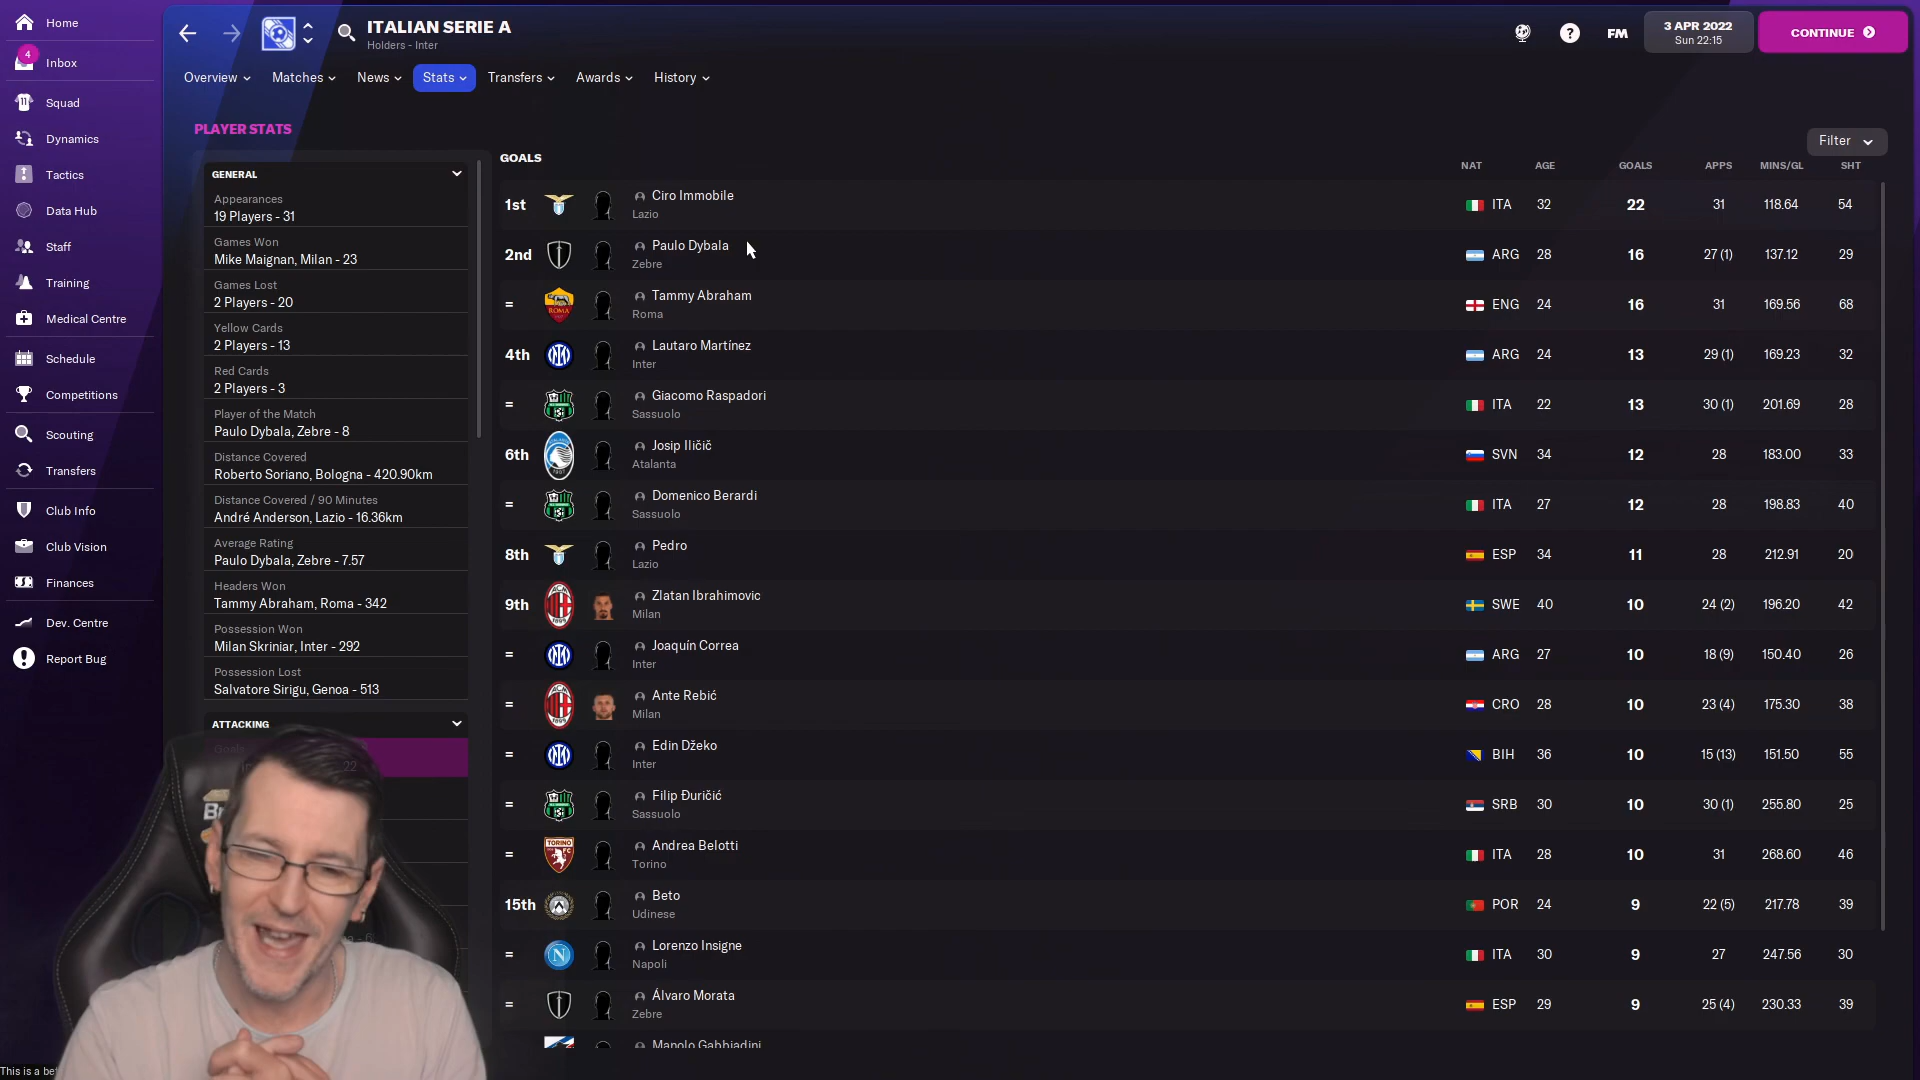 Home
4
Inbox
Squad
Dynamics
Tactics
Data Hub
Staff
Training
Medical Centre
Schedule
Competitions
Scouting
Transfers
Club Info
Club Vision
Finances
Dev. Centre
Report Bug
ITALIAN SERIE A
Holders - Inter
FM
3 APR 2022
Sun 22:15
CONTINUE
Overview Matches News Stats Transfers Awards History
PLAYER STATS
Filter
GENERAL
Appearances
19 Players - 31
Games Won
Mike Maignan, Milan - 23
Games Lost
2 Players - 20
Yellow Cards
2 Players - 13
Red Cards
2 Players - 3
Player of the Match
Paulo Dybala, Zebre - 8
Distance Covered
Roberto Soriano, Bologna - 420.90km
Distance Covered / 90 Minutes
André Anderson, Lazio - 16.36km
Average Rating
Paulo Dybala, Zebre - 7.57
Headers Won
Tammy Abraham, Roma - 342
Possession Won
Milan Skriniar, Inter - 292
Possession Lost
Salvatore Sirigu, Genoa - 513
ATTACKING
Goals
22
GOALS
NAT AGE GOALS APPS MINS/GL SHT
1st Ciro Immobile ITA 32 22 31 118.64 54
Lazio
2nd Paulo Dybala ARG 28 16 27 (1) 137.12 29
Zebre
= Tammy Abraham ENG 24 16 31 169.56 68
Roma
4th Lautaro Martínez ARG 24 13 29 (1) 169.23 32
Inter
= Giacomo Raspadori ITA 22 13 30 (1) 201.69 28
Sassuolo
6th Josip Iličič SVN 34 12 28 183.00 33
Atalanta
= Domenico Berardi ITA 27 12 28 198.83 40
Sassuolo
8th Pedro ESP 34 11 28 212.91 20
Lazio
9th Zlatan Ibrahimovic SWE 40 10 24 (2) 196.20 42
Milan
= Joaquín Correa ARG 27 10 18 (9) 150.40 26
Inter
= Ante Rebić CRO 28 10 23 (4) 175.30 38
Milan
= Edin Džeko BIH 36 10 15 (13) 151.50 55
Inter
= Filip Đuričić SRB 30 10 30 (1) 255.80 25
Sassuolo
= Andrea Belotti ITA 28 10 31 268.60 46
Torino
15th Beto POR 24 9 22 (5) 217.78 39
Udinese
= Lorenzo Insigne ITA 30 9 27 247.56 30
Napoli
= Álvaro Morata ESP 29 9 25 (4) 230.33 39
Zebre
Manolo Gabbiadini
This is a be